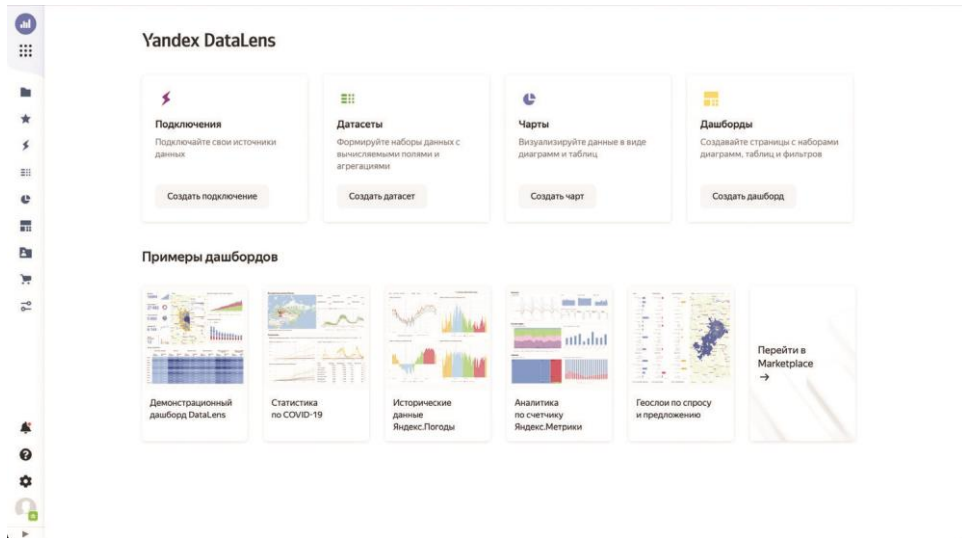 Yandex DataLens
Подключения
Подключайте свои источники
данных
Создать подключение
Датасеты
Формируйте наборы данных с
вычисляемыми полями и
агрегациями
Создать датасет
Чарты
Визуализируйте данные в виде
диаграмм и таблиц
Создать чарт
Дашборды
Создавайте страницы с наборами
диаграмм, таблиц и фильтров
Создать дашборд
Примеры дашбордов
Демонстрационный
дашборд DataLens
Статистика
по COVID-19
Исторические
данные
Яндекс.Погоды
Аналитика
по счетчику
Яндекс.Метрики
Геослои по спросу
и предложению
Перейти в
Marketplace
→